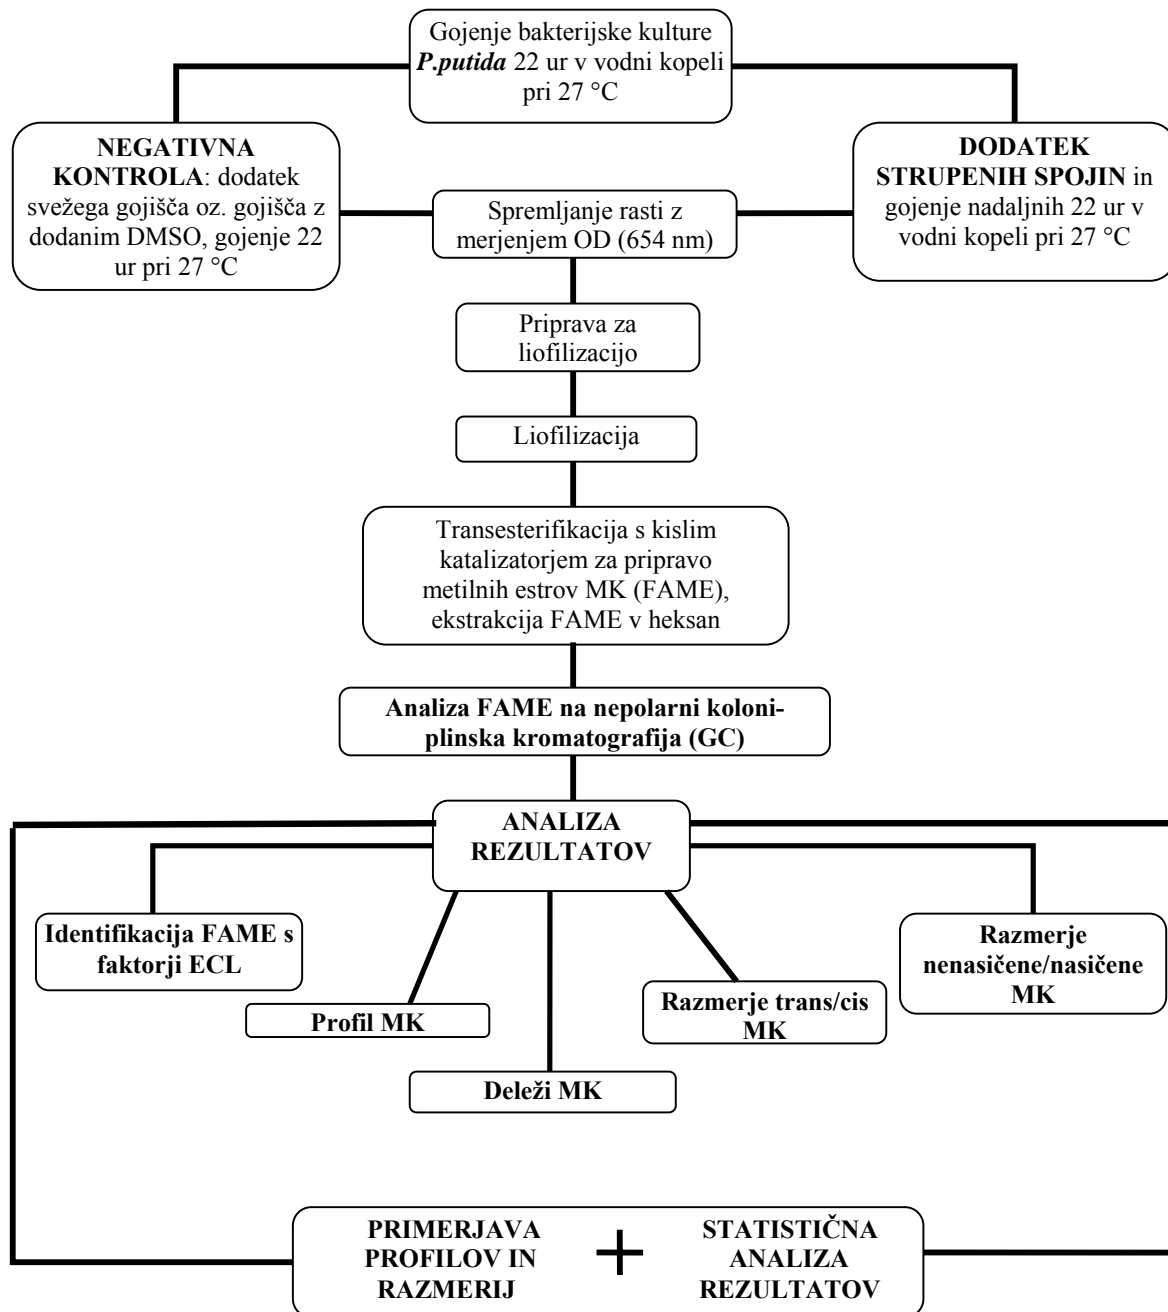 Gojenje bakterijske kulture
P.putida 22 ur v vodni kopeli
pri 27 °C
NEGATIVNA
KONTROLA: dodatek
svežega gojišča oz. gojišča z
dodanim DMSO, gojenje 22
ur pri 27 °C
DODATEK
STRUPENIH SPOJIN in
gojenje nadaljnih 22 ur v
vodni kopeli pri 27 °C
Spremljanje rasti z
merjenjem OD (654 nm)
Priprava za
liofilizacijo
Liofilizacija
Transesterifikacija s kislim
katalizatorjem za pripravo
metilnih estrov MK (FAME),
ekstrakcija FAME v heksan
Analiza FAME na nepolarni koloni-
plinska kromatografija (GC)
ANALIZA
REZULTATOV
Identifikacija FAME s
faktorji ECL
Profil MK
Deleži MK
Razmerje trans/cis
MK
Razmerje
nenasičene/nasičene
MK
PRIMERJAVA
PROFILOV IN
RAZMERIJ
+
STATISTIČNA
ANALIZA
REZULTATOV